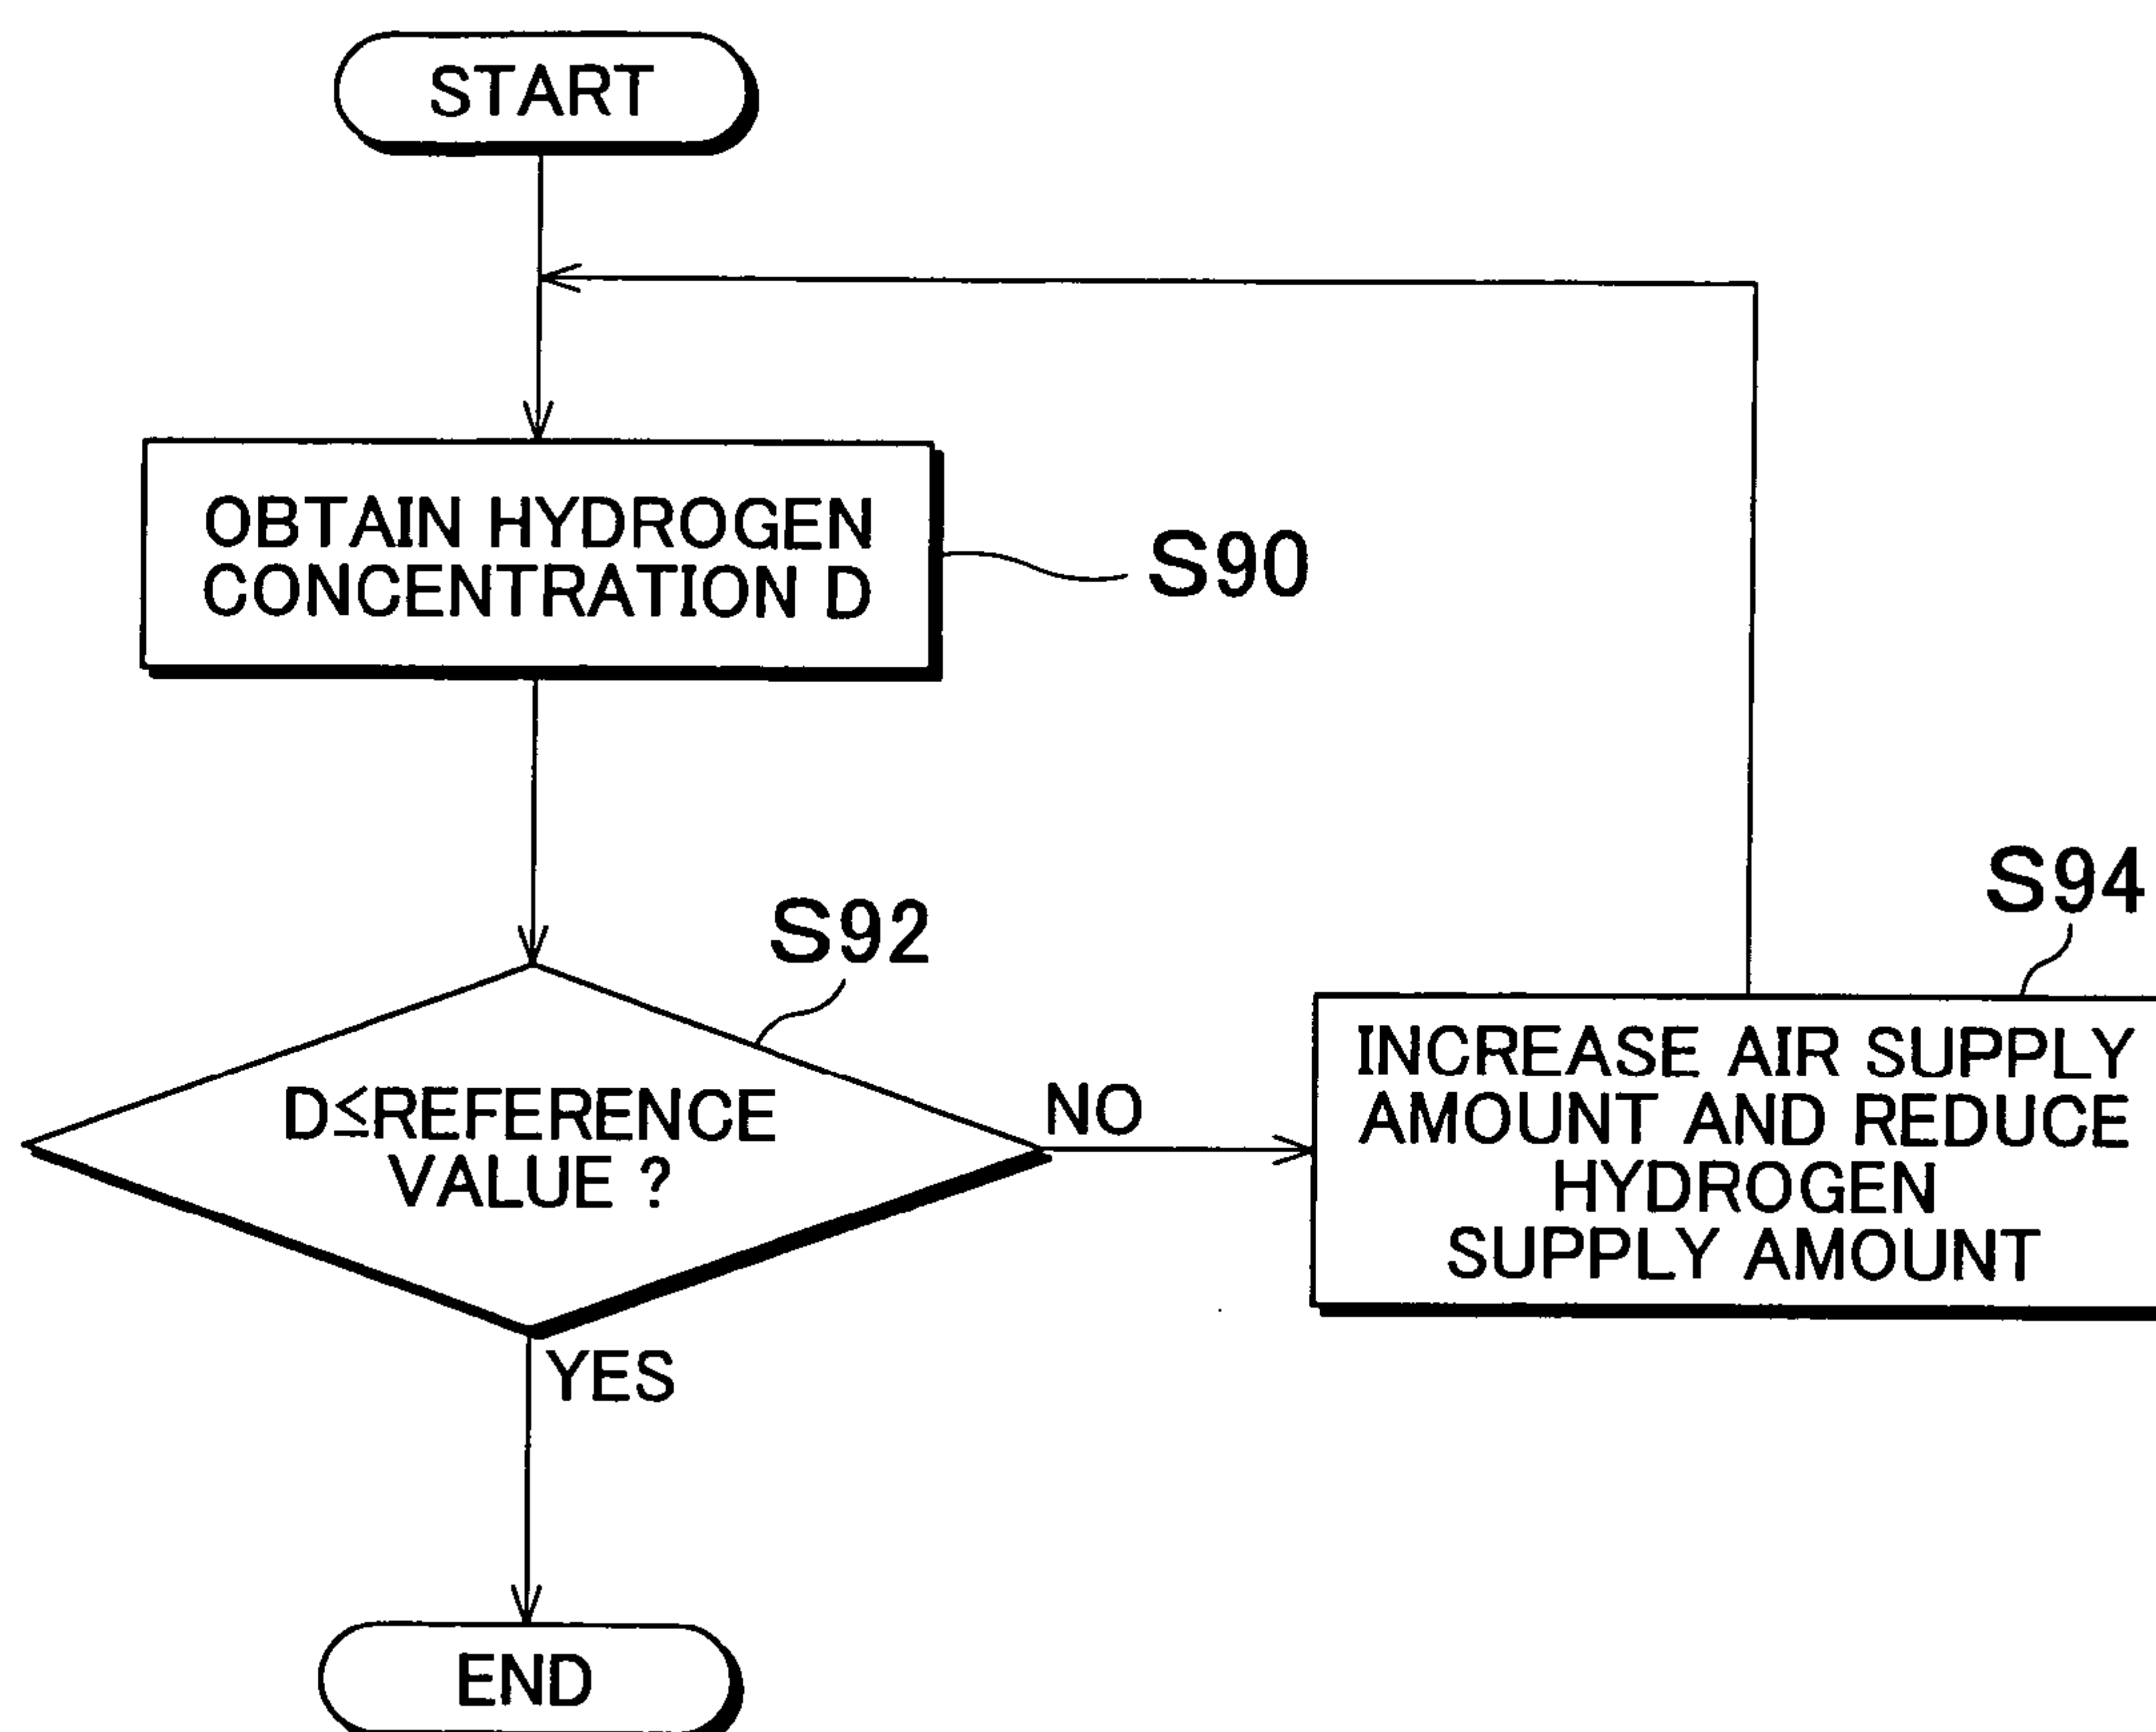 START
OBTAIN HYDROGEN
CONCENTRATION D
S90
S92
D≦REFERENCE
VALUE ?
NO
YES
S94
INCREASE AIR SUPPLY
AMOUNT AND REDUCE
HYDROGEN
SUPPLY AMOUNT
END